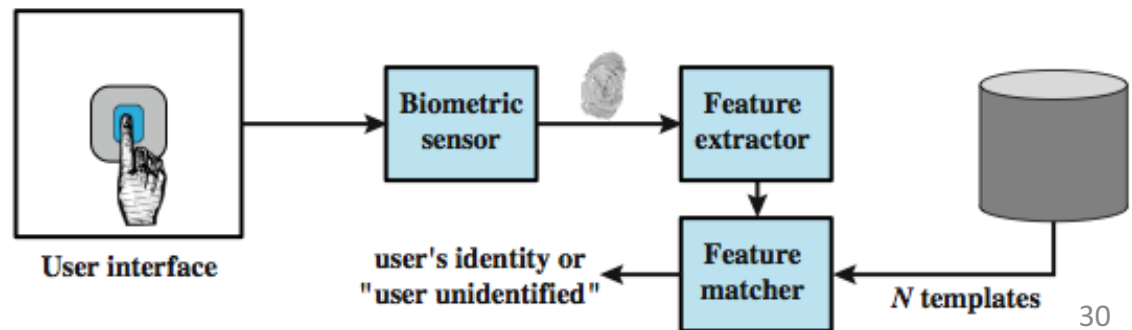 Biometric
sensor
Feature
extractor
User interface
user's identity or
"user unidentified"
Feature
matcher
N templates
30